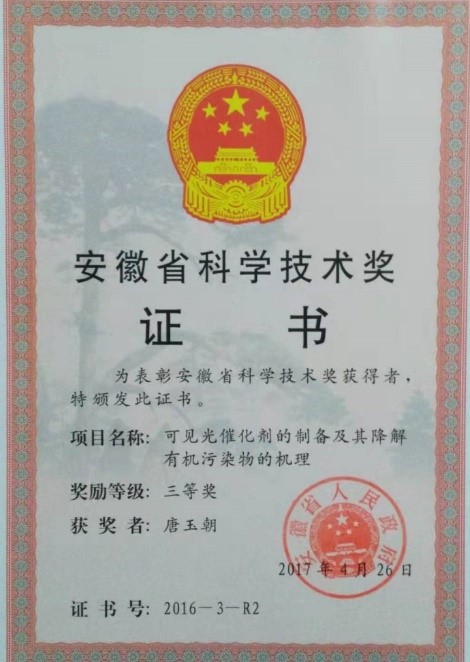 安徽省科学技术奖
证书
为表彰安徽省科学技术奖获得者，
特颁发此证书。
项目名称：可见光催化剂的制备及其降解
有机污染物的机理
奖励等级：三等奖
获奖者：唐玉朝
安徽省人民政府
2017年4月26日
证书号：2016-3-R2